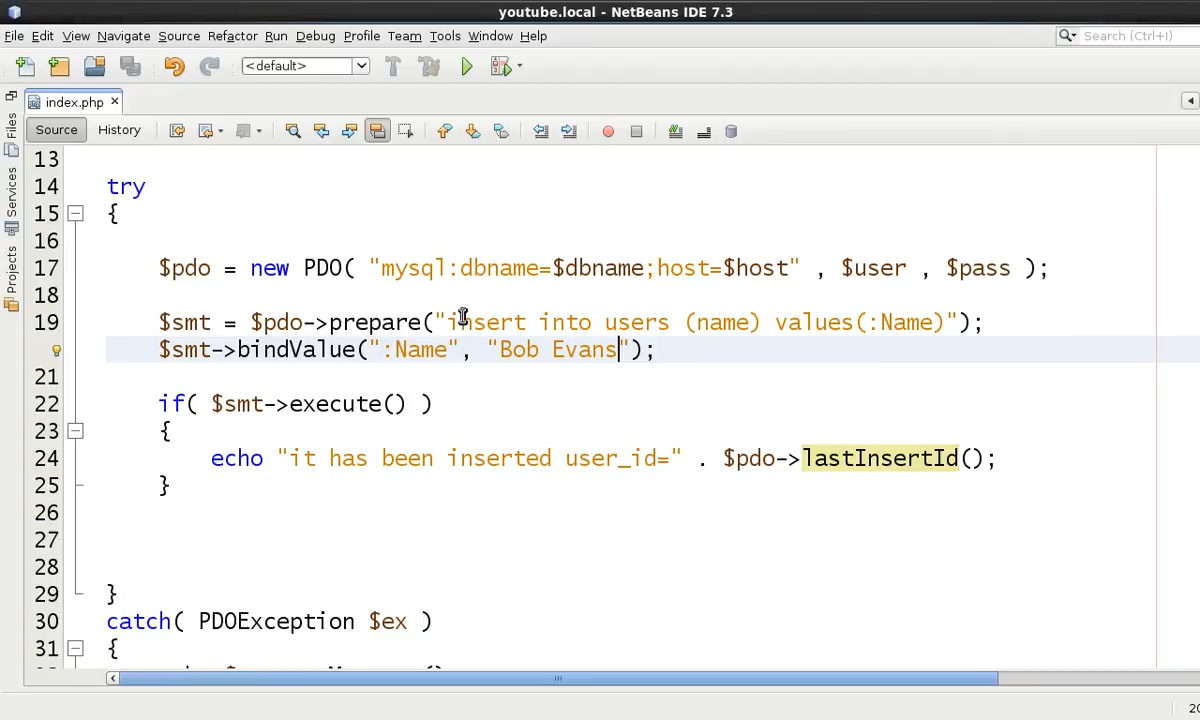 youtube.local - NetBeans IDE 7.3
File Edit View Navigate Source Refactor Run Debug Profile Team Tools Window Help
Search (Ctrl+I)
<default>
index.php
Source History
Files
Services
Projects
13
14 try
15 {
16
17 $pdo = new PDO( "mysql:dbname=$dbname;host=$host" , $user , $pass );
18
19 $smt = $pdo->prepare("insert into users (name) values(:Name)");
$smt->bindValue(":Name", "Bob Evans");
21
22 if( $smt->execute() )
23 {
24 echo "it has been inserted user_id=" . $pdo->lastInsertId();
25 }
26
27
28
29 }
30 catch( PDOException $ex )
31 {